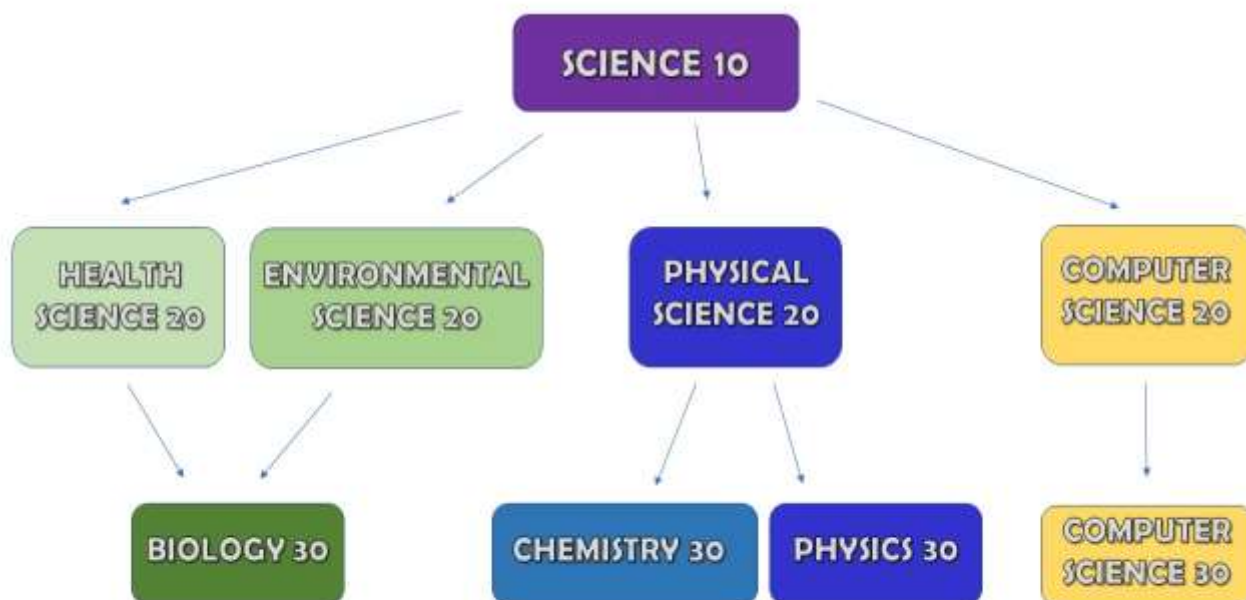 SCIENCE 10
HEALTH
SCIENCE 20
ENVIRONMENTAL
SCIENCE 20
PHYSICAL
SCIENCE 20
COMPUTER
SCIENCE 20
BIOLOGY 30
CHEMISTRY 30
PHYSICS 30
COMPUTER
SCIENCE 30